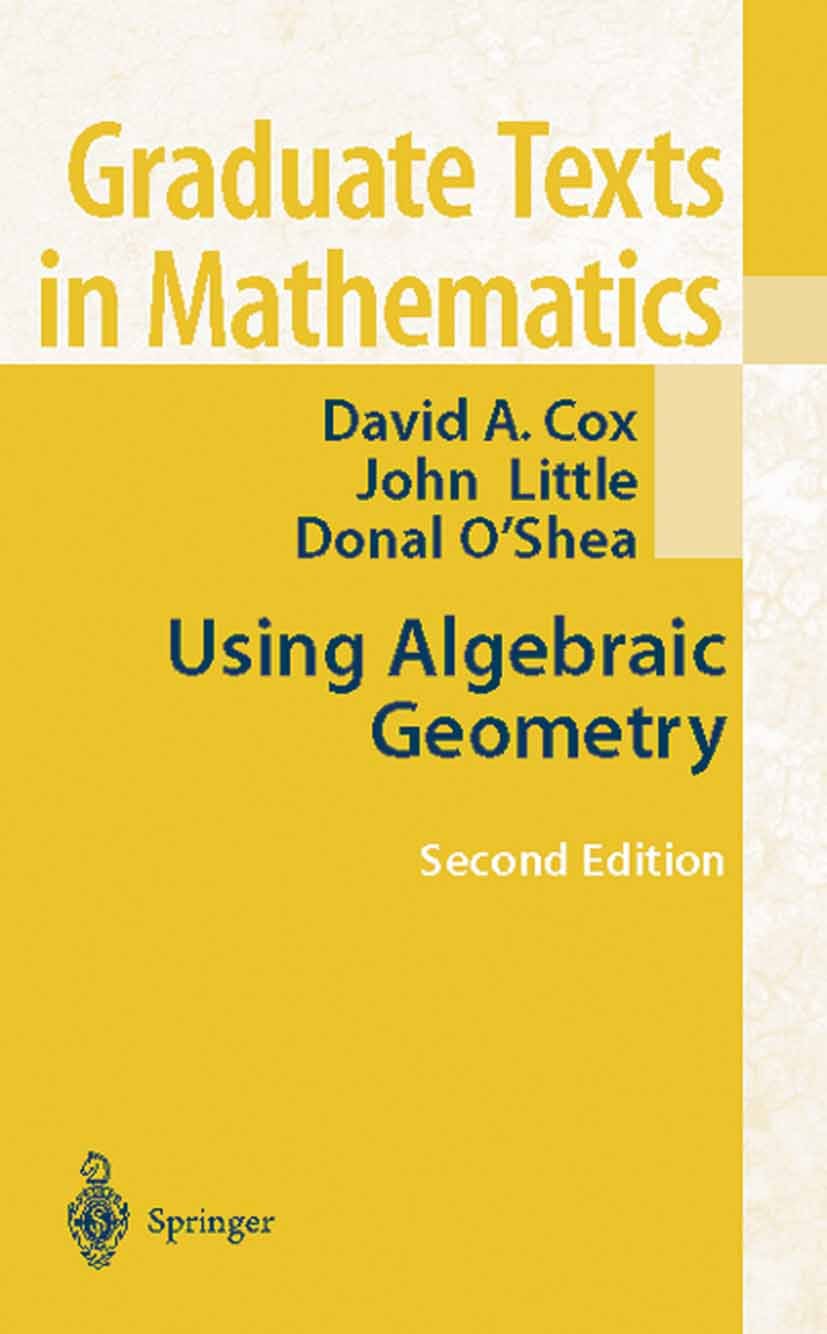 Graduate Texts
in Mathematics
David A. Cox
John Little
Donal O'Shea
Using Algebraic
Geometry
Second Edition
Springer